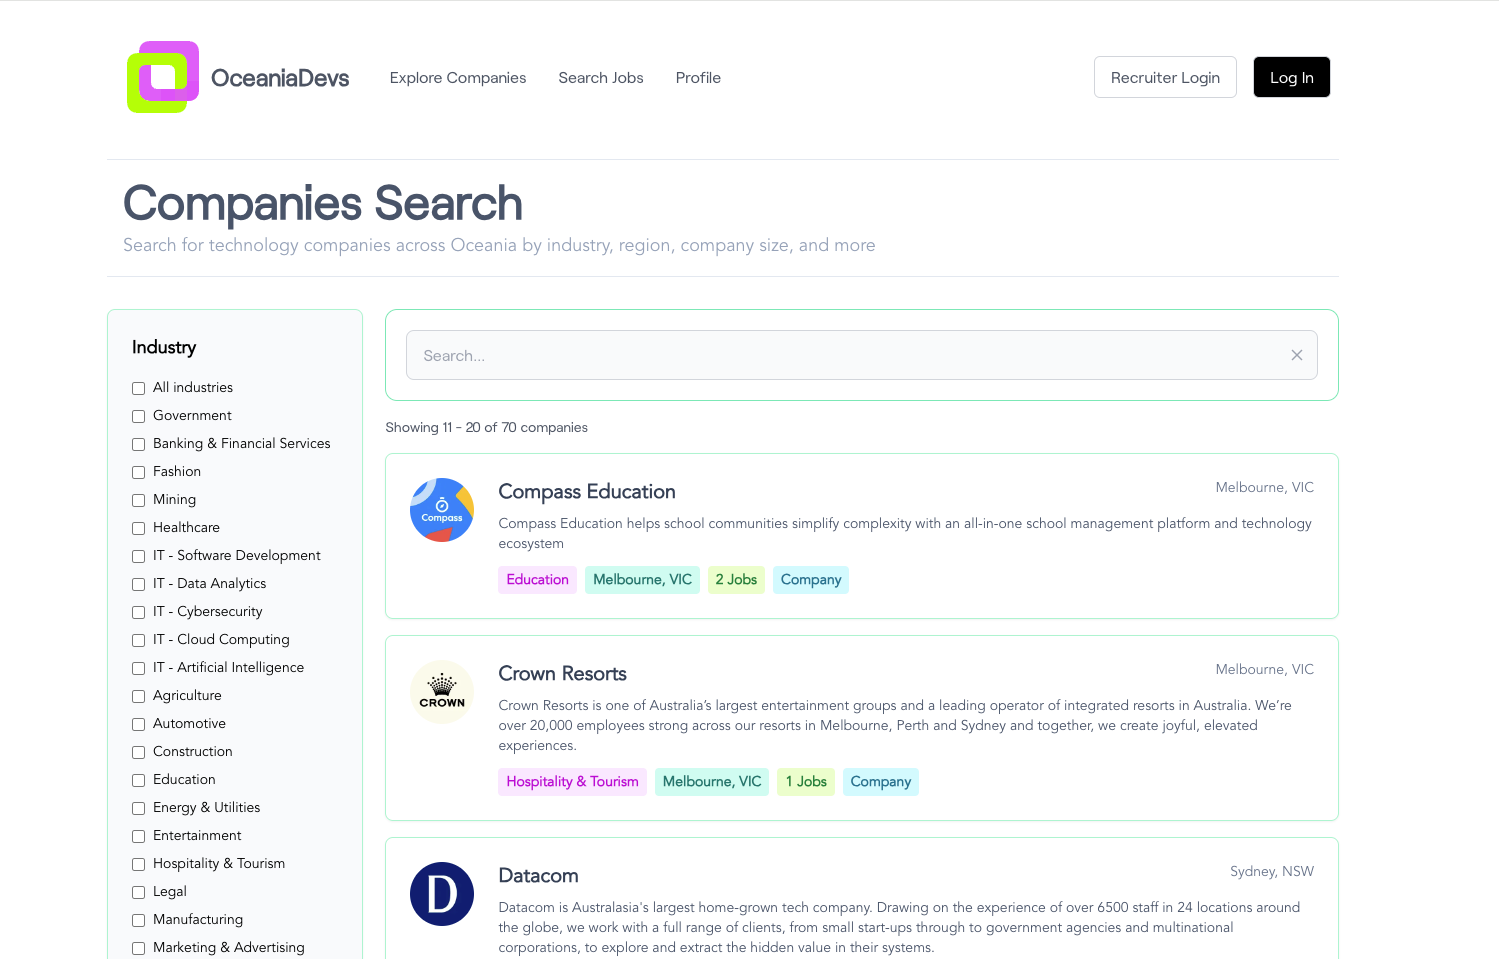 OceaniaDevs
Explore Companies
Search Jobs
Profile
Recruiter Login
Log In
Companies Search
Search for technology companies across Oceania by industry, region, company size, and more
Industry
All industries
Government
Banking & Financial Services
Fashion
Mining
Healthcare
IT - Software Development
IT - Data Analytics
IT - Cybersecurity
IT - Cloud Computing
IT - Artificial Intelligence
Agriculture
Automotive
Construction
Education
Energy & Utilities
Entertainment
Hospitality & Tourism
Legal
Manufacturing
Marketing & Advertising
Search...
Showing 11 - 20 of 70 companies
Compass
Compass Education
Melbourne, VIC
Compass Education helps school communities simplify complexity with an all-in-one school management platform and technology
ecosystem
Education
Melbourne, VIC
2 Jobs
Company
CROWN
Crown Resorts
Melbourne, VIC
Crown Resorts is one of Australia’s largest entertainment groups and a leading operator of integrated resorts in Australia. We’re
over 20,000 employees strong across our resorts in Melbourne, Perth and Sydney and together, we create joyful, elevated
experiences.
Hospitality & Tourism
Melbourne, VIC
1 Jobs
Company
D
Datacom
Sydney, NSW
Datacom is Australasia's largest home-grown tech company. Drawing on the experience of over 6500 staff in 24 locations around
the globe, we work with a full range of clients, from small start-ups through to government agencies and multinational
corporations, to explore and extract the hidden value in their systems.